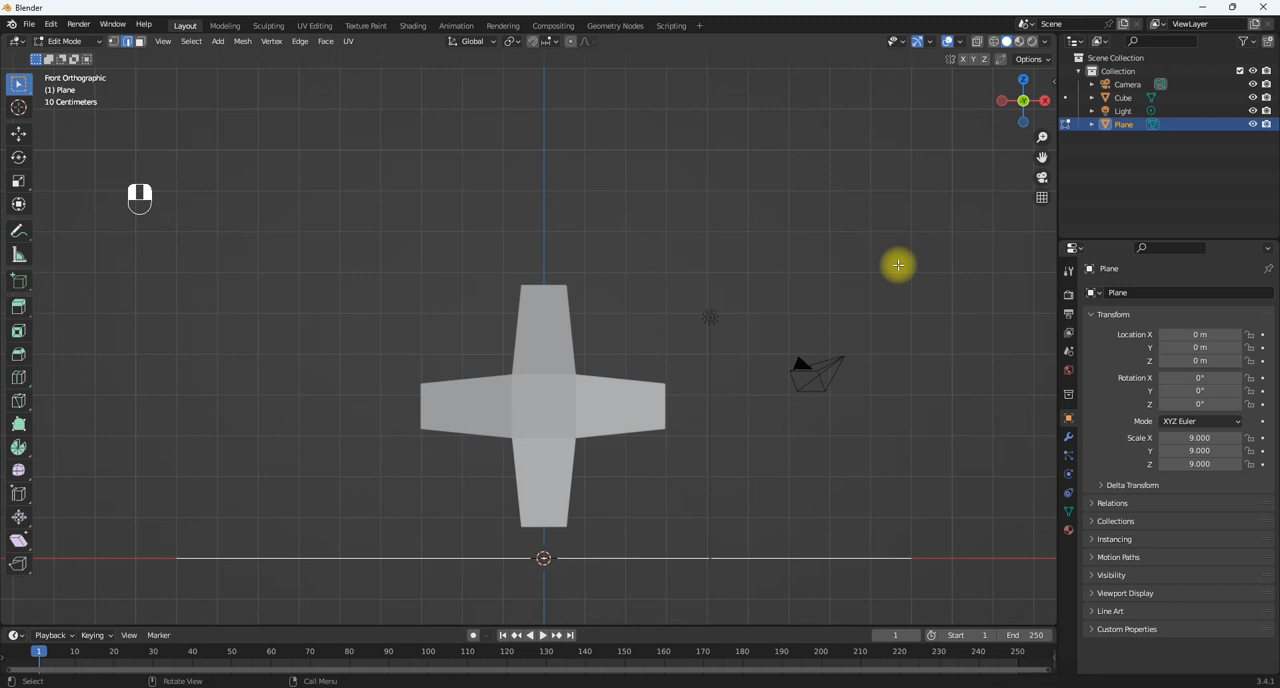 Blender
File Edit Render Window Help
Layout Modeling Sculpting UV Editing Texture Paint Shading Animation Rendering Compositing Geometry Nodes Scripting +
Scene ViewLayer
Edit Mode View Select Add Mesh Vertex Edge Face UV Global
X Y Z Options
Front Orthographic
(1) Plane
10 Centimeters
Z
X
Y
Scene Collection
Collection
Camera
Cube
Light
Plane
Plane
Plane
Transform
Location X 0 m
Y 0 m
Z 0 m
Rotation X 0°
Y 0°
Z 0°
Mode XYZ Euler
Scale X 9.000
Y 9.000
Z 9.000
Delta Transform
Relations
Collections
Instancing
Motion Paths
Visibility
Viewport Display
Line Art
Custom Properties
Playback Keying View Marker
1 Start 1 End 250
1 10 20 30 40 50 60 70 80 90 100 110 120 130 140 150 160 170 180 190 200 210 220 230 240 250
Select Rotate View Call Menu 3.4.1